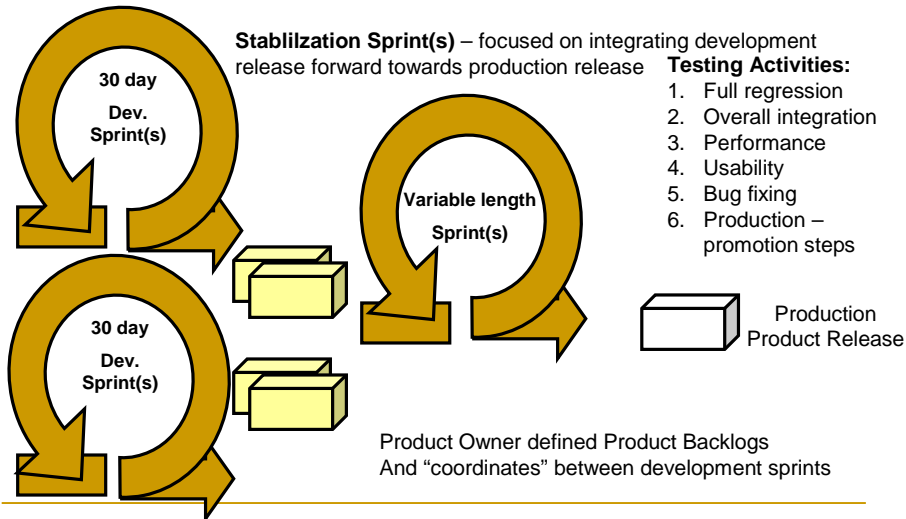 Stablilzation Sprint(s) – focused on integrating development
release forward towards production release
Testing Activities:
1. Full regression
2. Overall integration
3. Performance
4. Usability
5. Bug fixing
6. Production –
promotion steps
30 day
Dev.
Sprint(s)
Variable length
Sprint(s)
30 day
Dev.
Sprint(s)
Production
Product Release
Product Owner defined Product Backlogs
And “coordinates” between development sprints